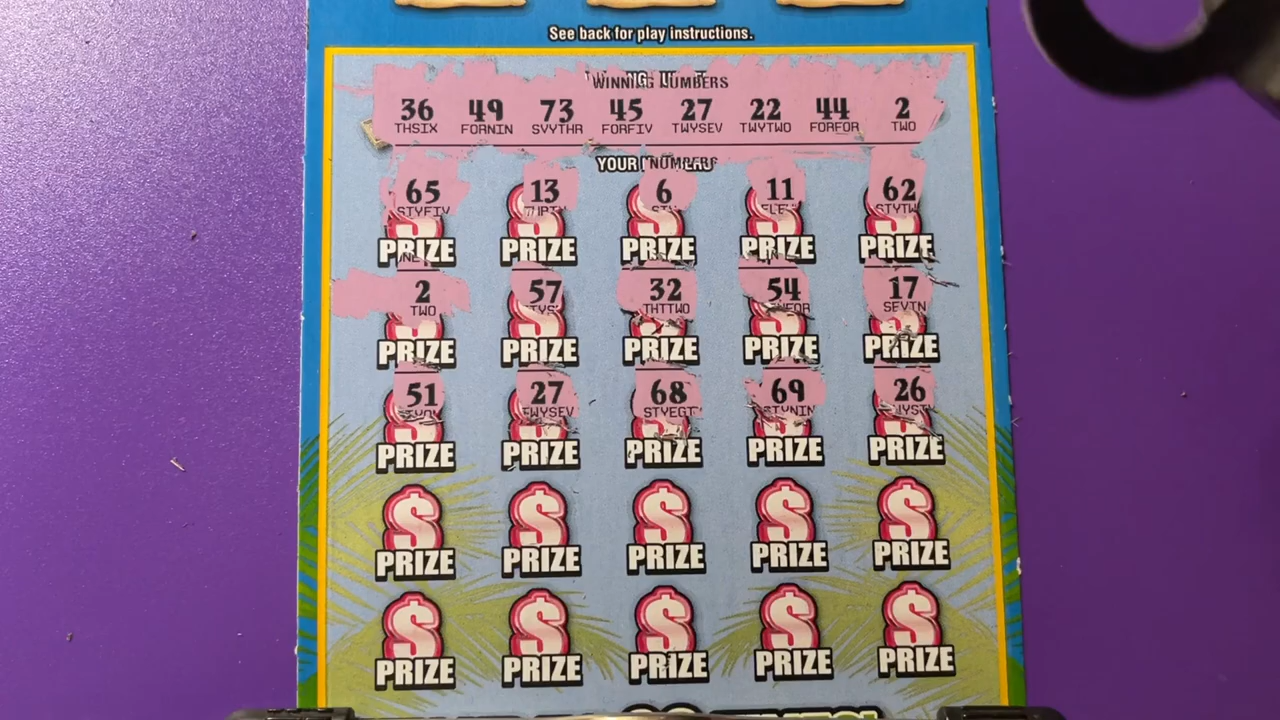 See back for play instructions.
WINNING NUMBERS
36 49 73 45 27 22 44 2
THSIX FORNIN SVYTHR FORFIV TWYSEV TWYTWO FORFOR TWO
YOUR NUMBERS
65 13 6 11 62
STYFIV
PRIZE PRIZE PRIZE PRIZE PRIZE
2 57 32 54 17
TWO THTTWO SEVTN
PRIZE PRIZE PRIZE PRIZE PRIZE
51 27 68 69 26
TWYSEV STYEGT STYNIN
PRIZE PRIZE PRIZE PRIZE PRIZE
$ $ $ $ $
PRIZE PRIZE PRIZE PRIZE PRIZE
$ $ $ $ $
PRIZE PRIZE PRIZE PRIZE PRIZE